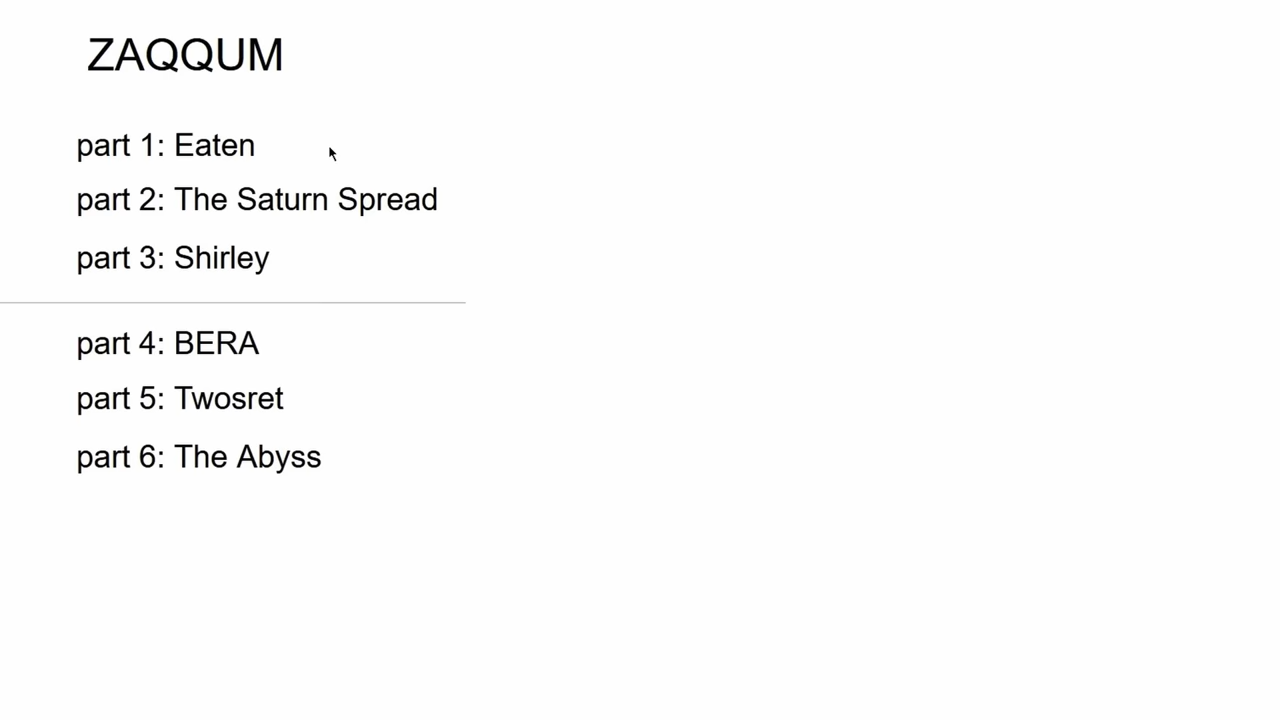 ZAQQUM
part 1: Eaten
part 2: The Saturn Spread
part 3: Shirley
part 4: BERA
part 5: Twosret
part 6: The Abyss